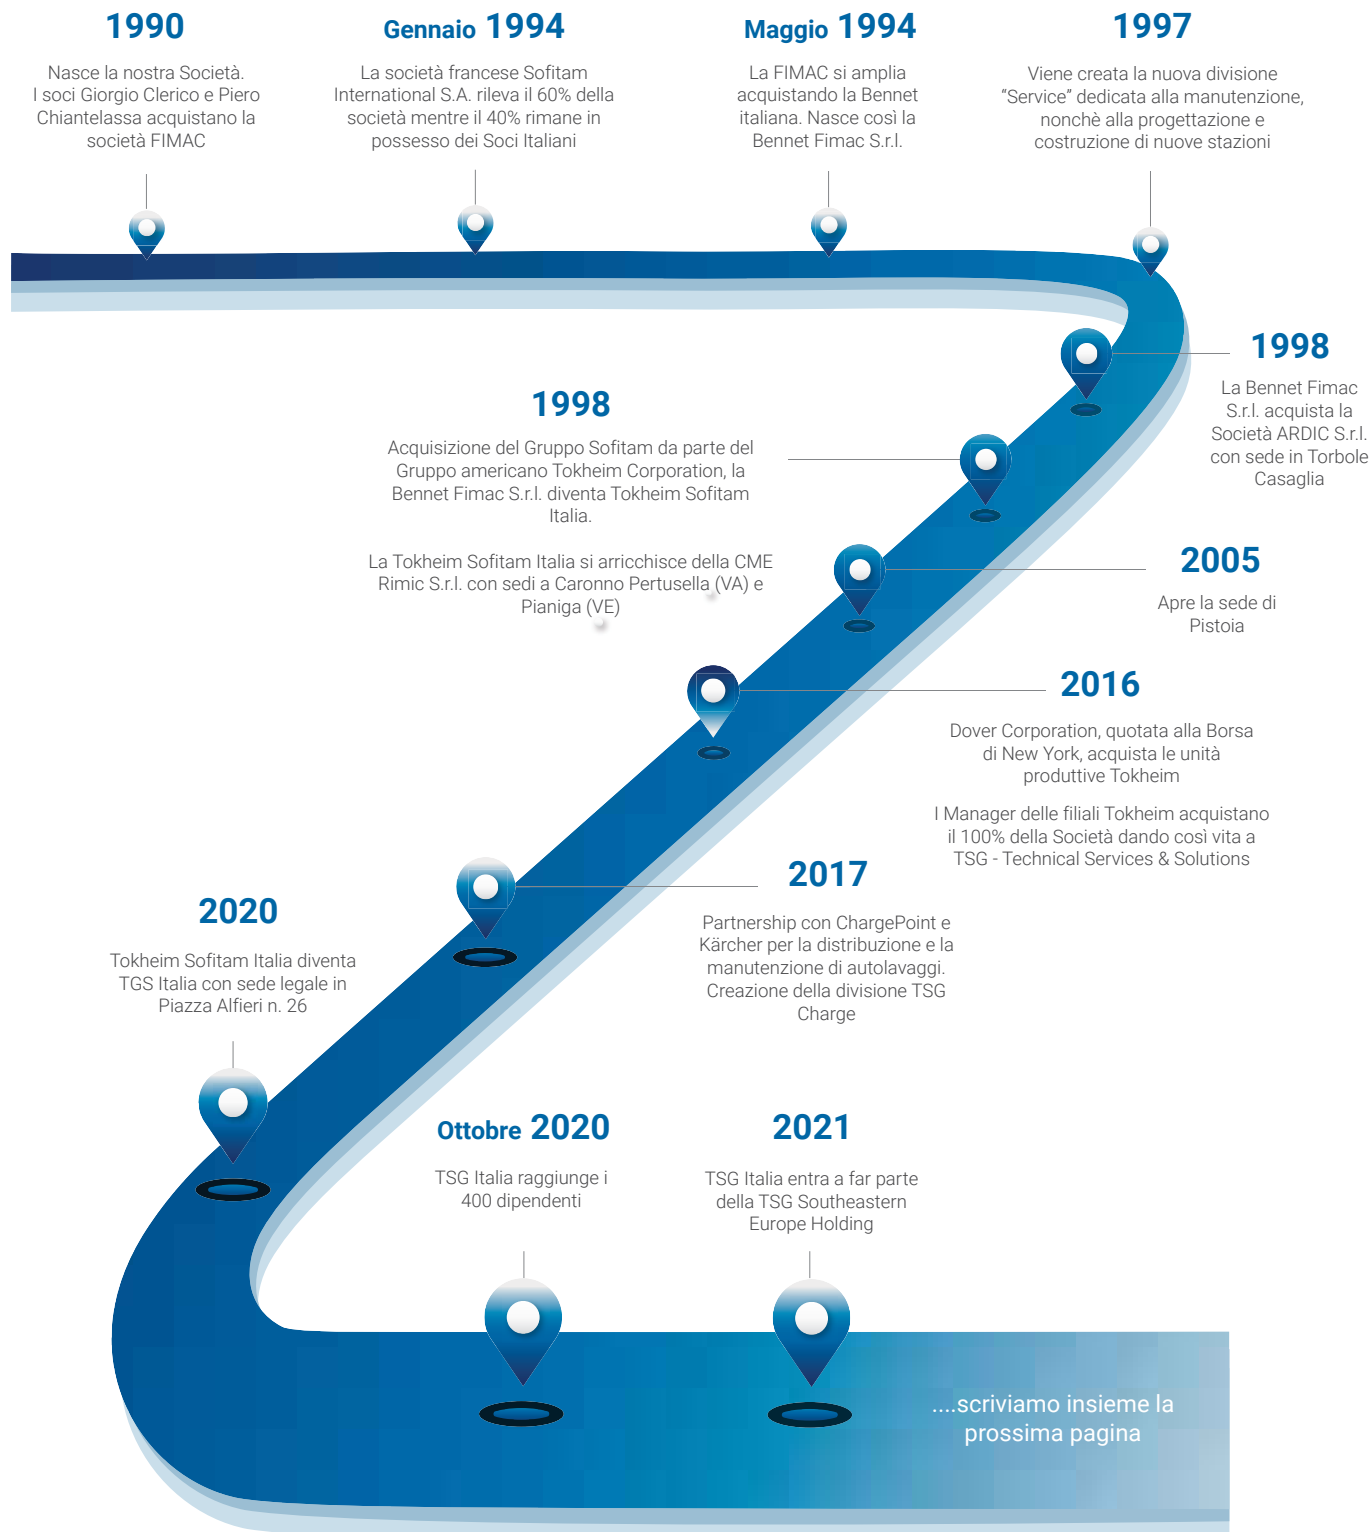 1990
Nasce la nostra Società.
I soci Giorgio Clerico e Piero
Chiantelassa acquistano la
società FIMAC
Gennaio 1994
La società francese Sofitam
International S.A. rileva il 60% della
società mentre il 40% rimane in
possesso dei Soci Italiani
Maggio 1994
La FIMAC si amplia
acquistando la Bennet
italiana. Nasce così la
Bennet Fimac S.r.l.
1997
Viene creata la nuova divisione
“Service” dedicata alla manutenzione,
nonchè alla progettazione e
costruzione di nuove stazioni
1998
La Bennet Fimac
S.r.l. acquista la
Società ARDIC S.r.l.
con sede in Torbole
Casaglia
1998
Acquisizione del Gruppo Sofitam da parte del
Gruppo americano Tokheim Corporation, la
Bennet Fimac S.r.l. diventa Tokheim Sofitam
Italia.
La Tokheim Sofitam Italia si arricchisce della CME
Rimic S.r.l. con sedi a Caronno Pertusella (VA) e
Pianiga (VE)
2005
Apre la sede di
Pistoia
2016
Dover Corporation, quotata alla Borsa
di New York, acquista le unità
produttive Tokheim
I Manager delle filiali Tokheim acquistano
il 100% della Società dando così vita a
TSG - Technical Services & Solutions
2017
Partnership con ChargePoint e
Kärcher per la distribuzione e la
manutenzione di autolavaggi.
Creazione della divisione TSG
Charge
2020
Tokheim Sofitam Italia diventa
TGS Italia con sede legale in
Piazza Alfieri n. 26
Ottobre 2020
TSG Italia raggiunge i
400 dipendenti
2021
TSG Italia entra a far parte
della TSG Southeastern
Europe Holding
....scriviamo insieme la
prossima pagina